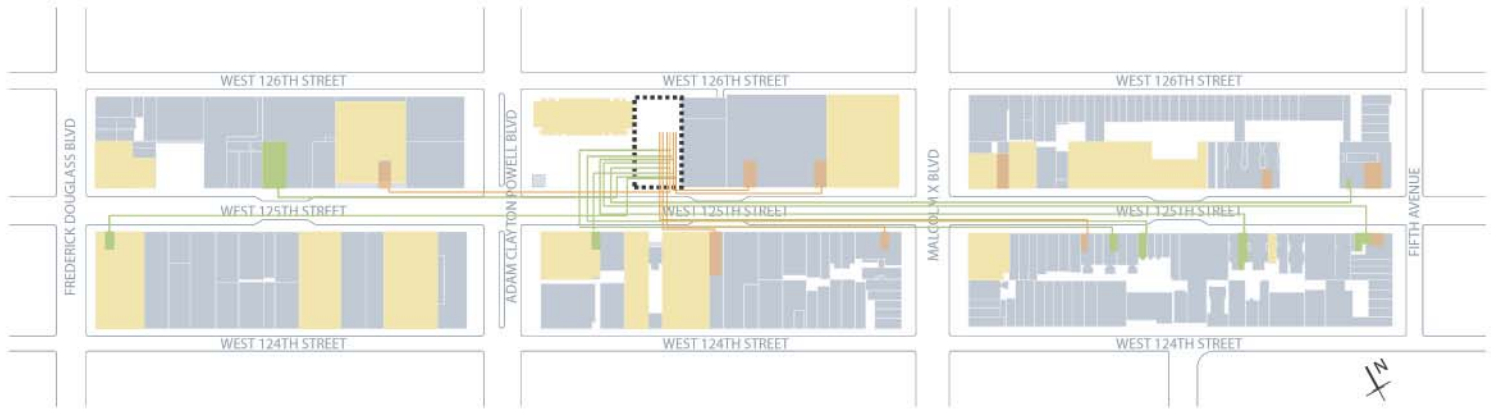 WEST 126TH STREET
WEST 126TH STREET
WEST 126TH STREET
FREDERICK DOUGLASS BLVD
ADAM CLAYTON POWELL BLVD
MALCOLM X BLVD
FIFTH AVENUE
WEST 125TH STREET
WEST 125TH STREET
WEST 125TH STREET
WEST 124TH STREET
WEST 124TH STREET
WEST 124TH STREET
N